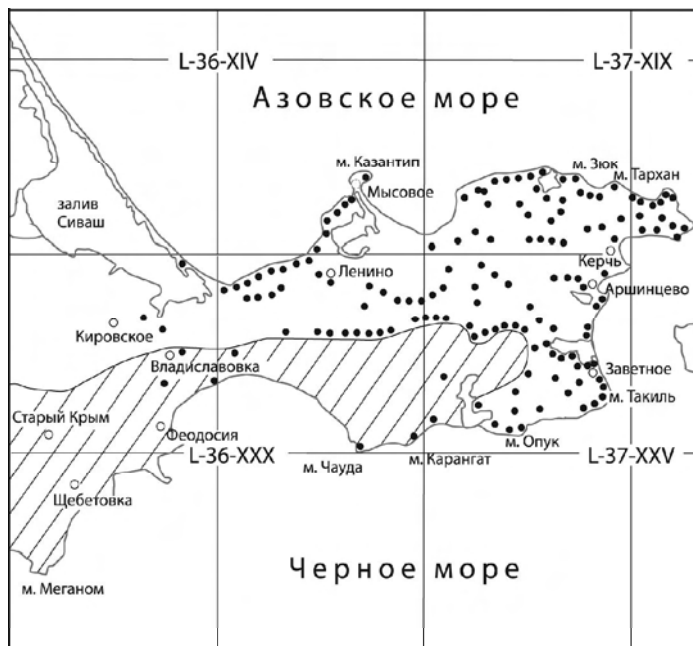 L-36-XIV
L-37-XIX
Азовское море
м. Казантип
м. Зюк
Мысовое
м. Тархан
залив
Сиваш
Керчь
Ленино
Аршинцево
Кировское
Владиславовка
Заветное
м. Такиль
Старый Крым
Феодосия
м. Опук
L-36-XXX
м. Чауда
м. Карангат
L-37-XXV
Щебетовка
Черное море
м. Меганом